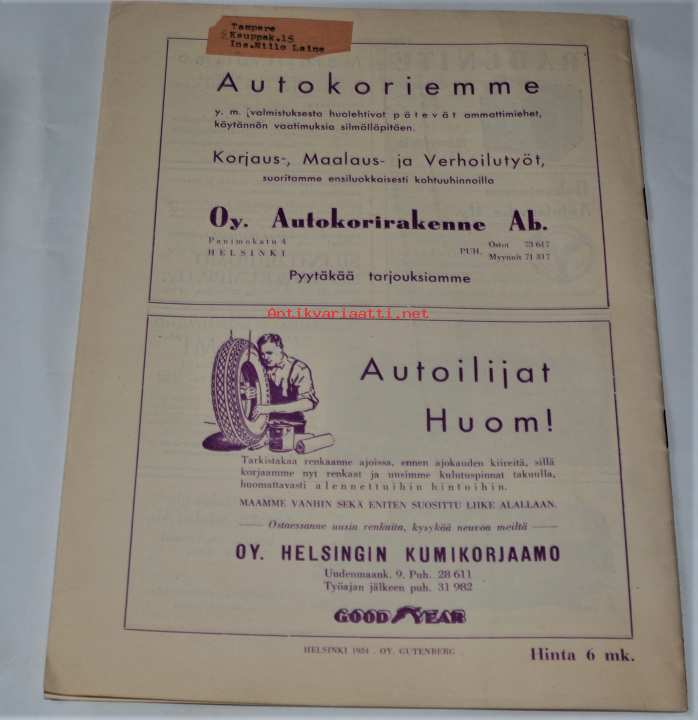 Tampere
Kauppak.15
Ins.Niilo Laine
Autokoriemme
y. m. valmistuksesta huolehtivat pätevät ammattimiehet,
käytännön vaatimuksia silmälläpitäen.
Korjaus-, Maalaus- ja Verhoilutyöt,
suoritamme ensiluokkaisesti kohtuuhinnoilla
Oy. Autokorirakenne Ab.
Panimokatu 4
HELSINKI
PUH. Ostot 73 617
Myynnit 71 317
Pyytäkää tarjouksiamme
Antikvariaatti.net
Autoilijat
Huom!
Tarkistakaa renkaanne ajoissa, ennen ajokauden kiireitä, sillä
korjaamme nyt renkaat ja uusimme kulutuspinnat takuulla,
huomattavasti alennettuihin hintoihin.
MAAMME VANHIN SEKÄ ENITEN SUOSITTU LIIKE ALALLAAN.
Ostaessanne uusia renkaita, kysykää neuvoa meiltä
OY. HELSINGIN KUMIKORJAAMO
Uudenmaank. 9. Puh. 28 611
Työajan jälkeen puh. 31 982
GOOD YEAR
HELSINKI 1934 . OY. GUTENBERG
Hinta 6 mk.